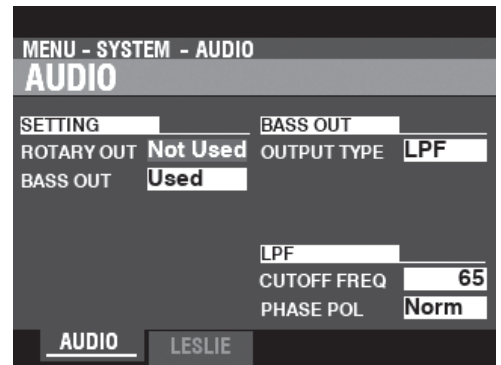 MENU - SYSTEM - AUDIO
AUDIO
SETTING
ROTARY OUT Not Used
BASS OUT Used
BASS OUT
OUTPUT TYPE LPF
LPF
CUTOFF FREQ 65
PHASE POL Norm
AUDIO LESLIE